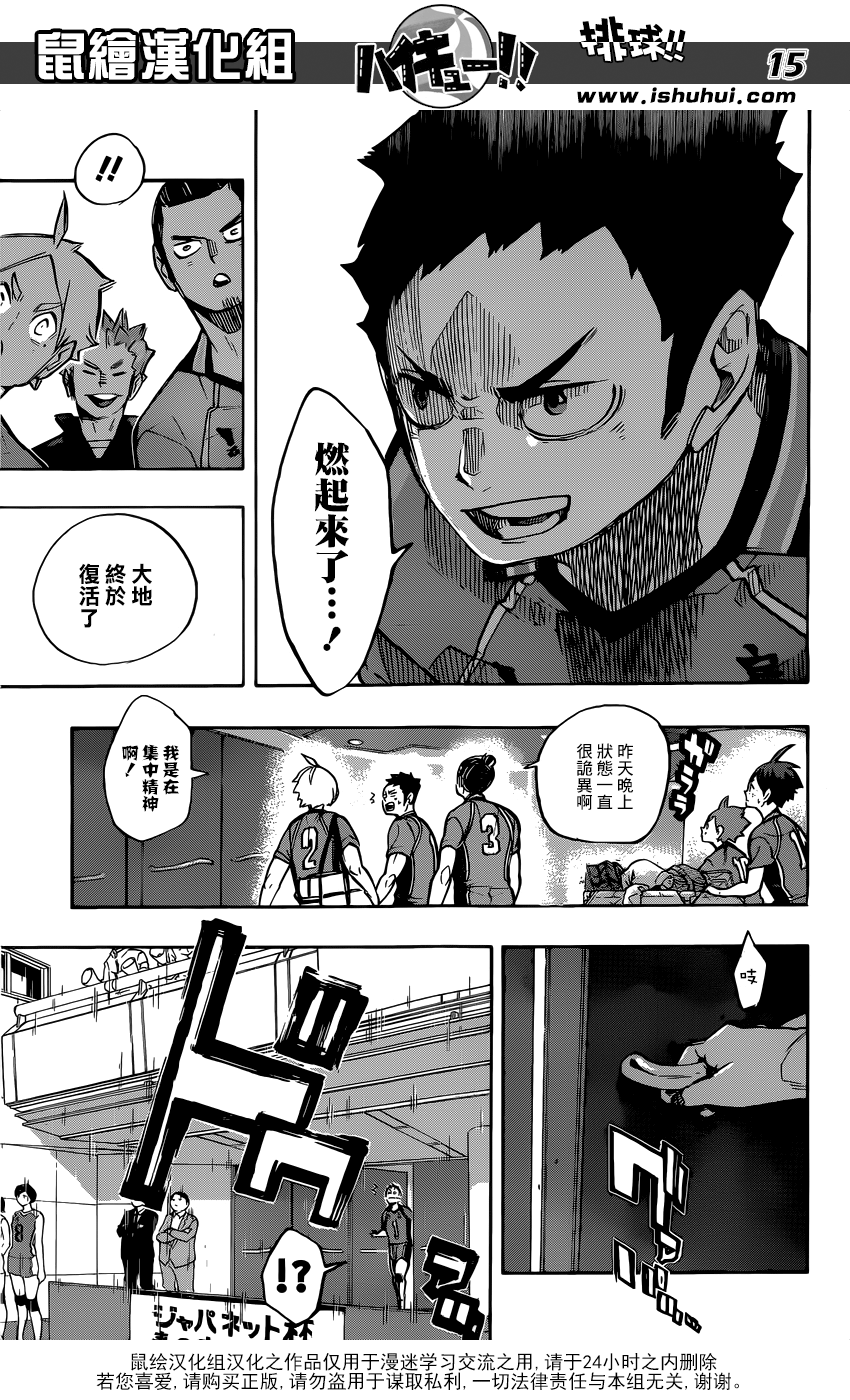 鼠繪漢化組
ハイキュー!!
排球!!
15
www.ishuhui.com
燃起來了…!
!!
大地
終於
復活了
昨天晚上
狀態一直
很詭異啊
ガララ
我是在
集中精神
啊!
吱
ドド
!?
2
3
1
8
ジャパネット杯
鼠绘汉化组汉化之作品仅用于漫迷学习交流之用, 请于24小时之内删除
若您喜爱, 请购买正版, 请勿盗用于谋取私利, 一切法律责任与本组无关, 谢谢。